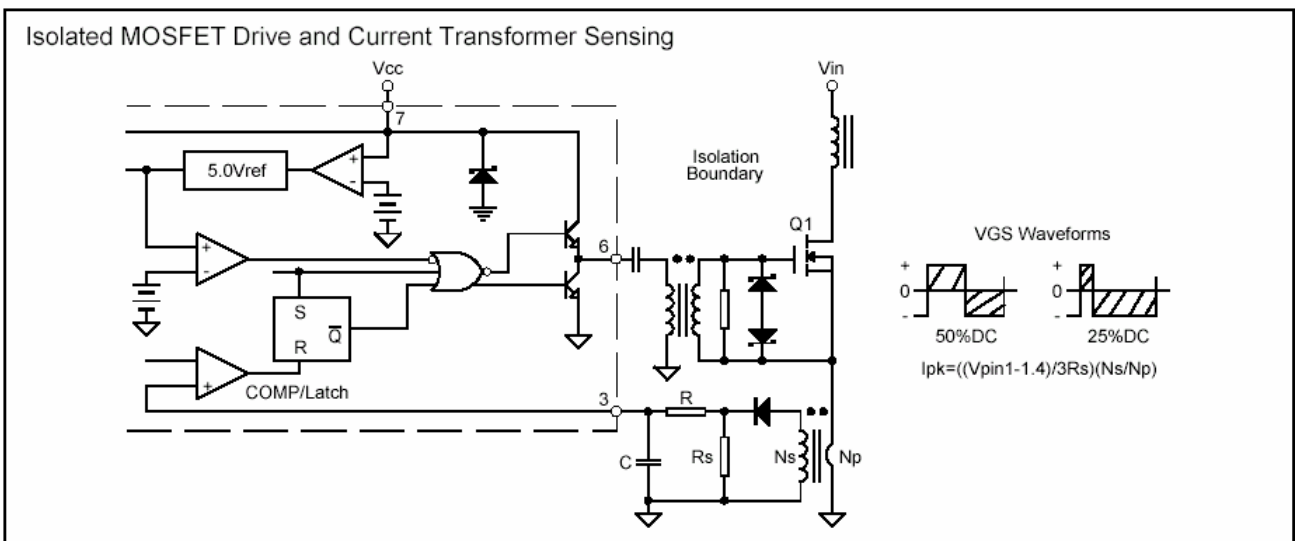 Isolated MOSFET Drive and Current Transformer Sensing
Vcc
Vin
7
5.0Vref
+
-
Isolation
Boundary
Q1
VGS Waveforms
+
-
6
+
0
-
+
0
-
S
Q
R
50%DC
25%DC
Ipk=((Vpin1-1.4)/3Rs)(Ns/Np)
+
COMP/Latch
3
R
C
Rs
Ns
Np